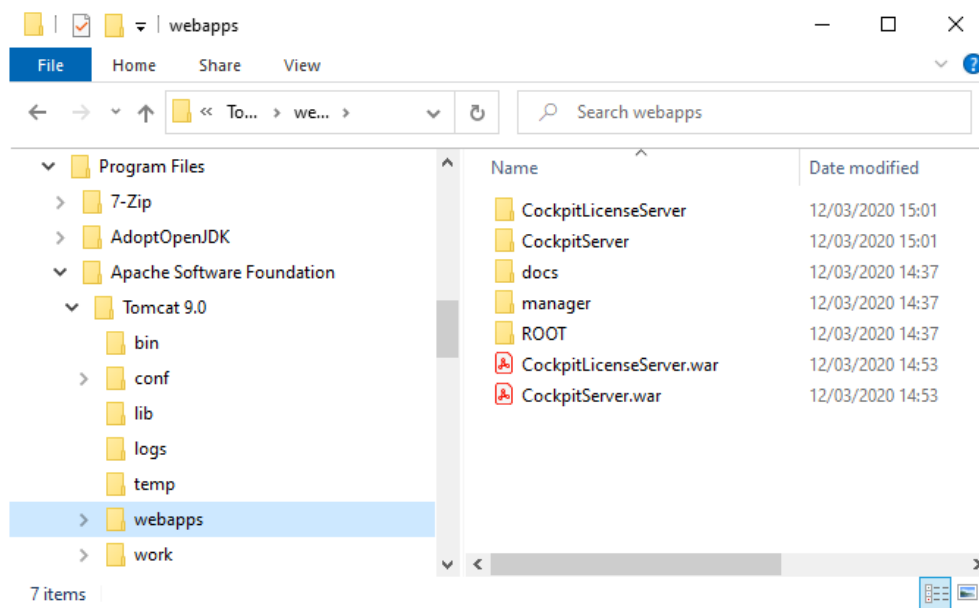 webapps
File Home Share View
« To... > we... >
Search webapps
Program Files
7-Zip
AdoptOpenJDK
Apache Software Foundation
Tomcat 9.0
bin
conf
lib
logs
temp
webapps
work
Name Date modified
CockpitLicenseServer 12/03/2020 15:01
CockpitServer 12/03/2020 15:01
docs 12/03/2020 14:37
manager 12/03/2020 14:37
ROOT 12/03/2020 14:37
CockpitLicenseServer.war 12/03/2020 14:53
CockpitServer.war 12/03/2020 14:53
7 items